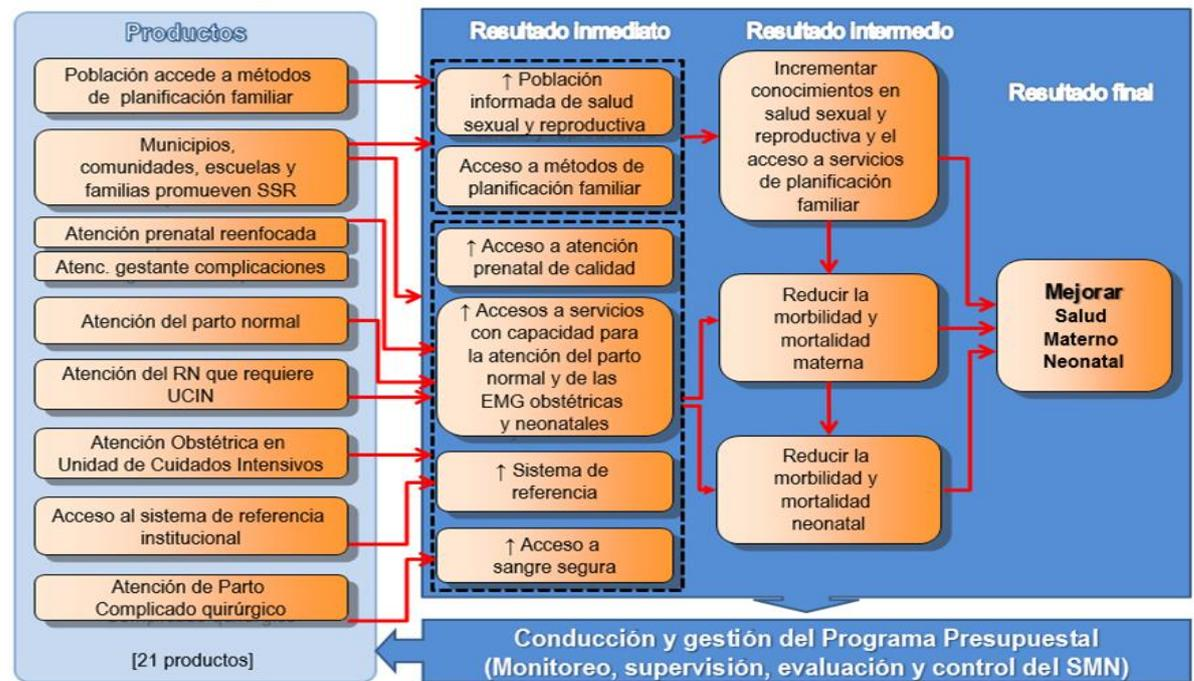 Productos
Población accede a métodos
de planificación familiar
Municipios,
comunidades, escuelas y
familias promueven SSR
Atención prenatal reenfocada
Atenc. gestante complicaciones
Atención del parto normal
Atención del RN que requiere
UCIN
Atención Obstétrica en
Unidad de Cuidados Intensivos
Acceso al sistema de referencia
institucional
Atención de Parto
Complicado quirúrgico
[21 productos]
Resultado inmediato
↑ Población
informada de salud
sexual y reproductiva
Acceso a métodos de
planificación familiar
↑ Acceso a atención
prenatal de calidad
↑ Accesos a servicios
con capacidad para
la atención del parto
normal y de las
EMG obstétricas
y neonatales
↑ Sistema de
referencia
↑ Acceso a
sangre segura
Resultado intermedio
Incrementar
conocimientos en
salud sexual y
reproductiva y el
acceso a servicios
de planificación
familiar
Reducir la
morbilidad y
mortalidad
materna
Reducir la
morbilidad y
mortalidad
neonatal
Resultado final
Mejorar
Salud
Materno
Neonatal
Conducción y gestión del Programa Presupuestal
(Monitoreo, supervisión, evaluación y control del SMN)